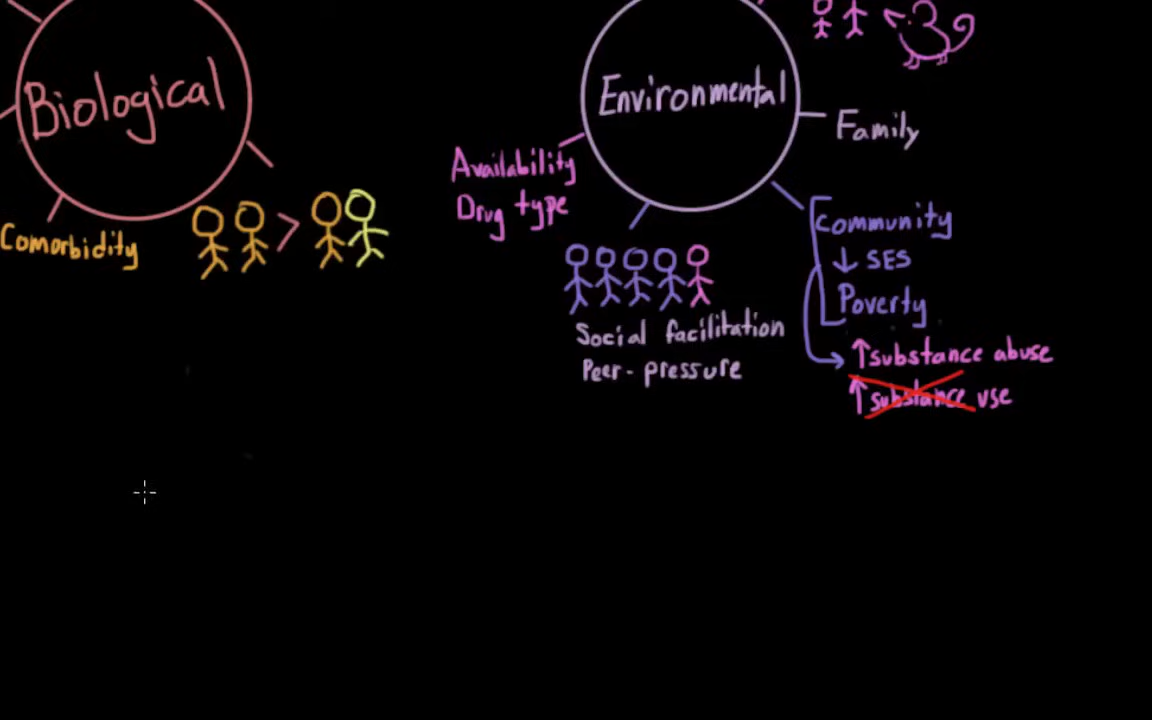 Biological
Comorbidity
>
Environmental
Availability
Drug type
Family
Community
↓ SES
Poverty
↑substance abuse
↑substance use
Social facilitation
Peer-pressure